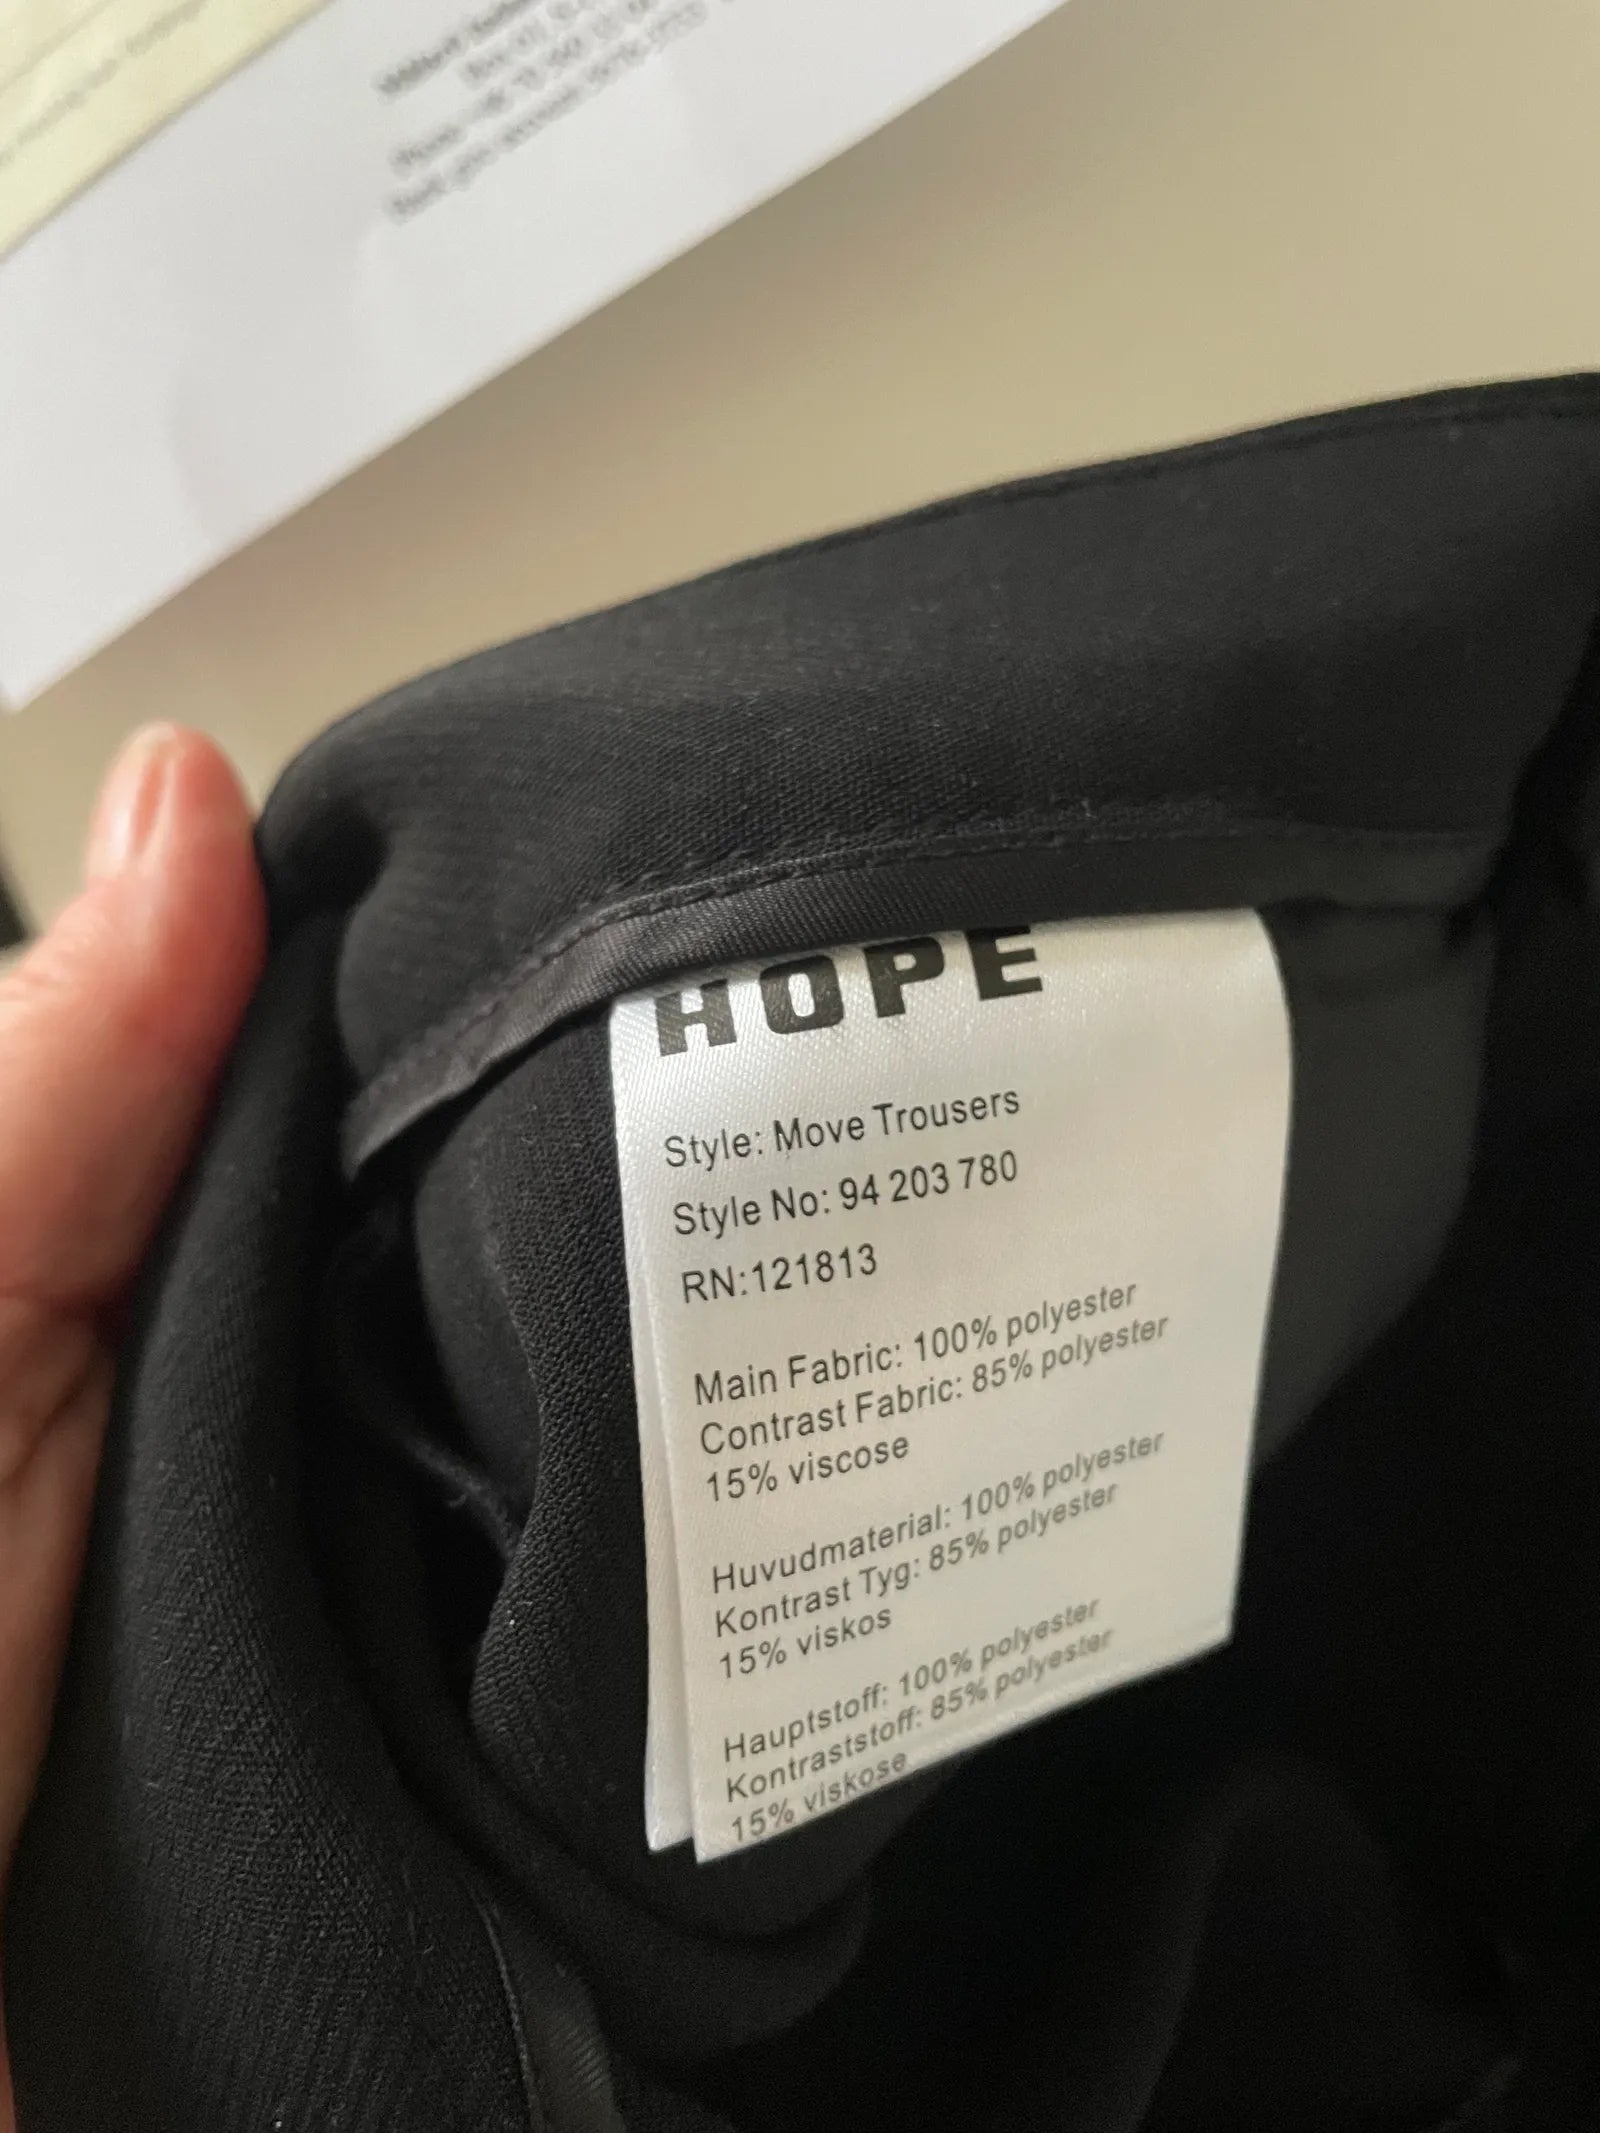 HOPE
Style: Move Trousers
Style No: 94 203 780
RN:121813
Main Fabric: 100% polyester
Contrast Fabric: 85% polyester
15% viscose
Huvudmaterial: 100% polyester
Kontrast Tyg: 85% polyester
15% viskos
Hauptstoff: 100% polyester
Kontraststoff: 85% polyester
15% viskose